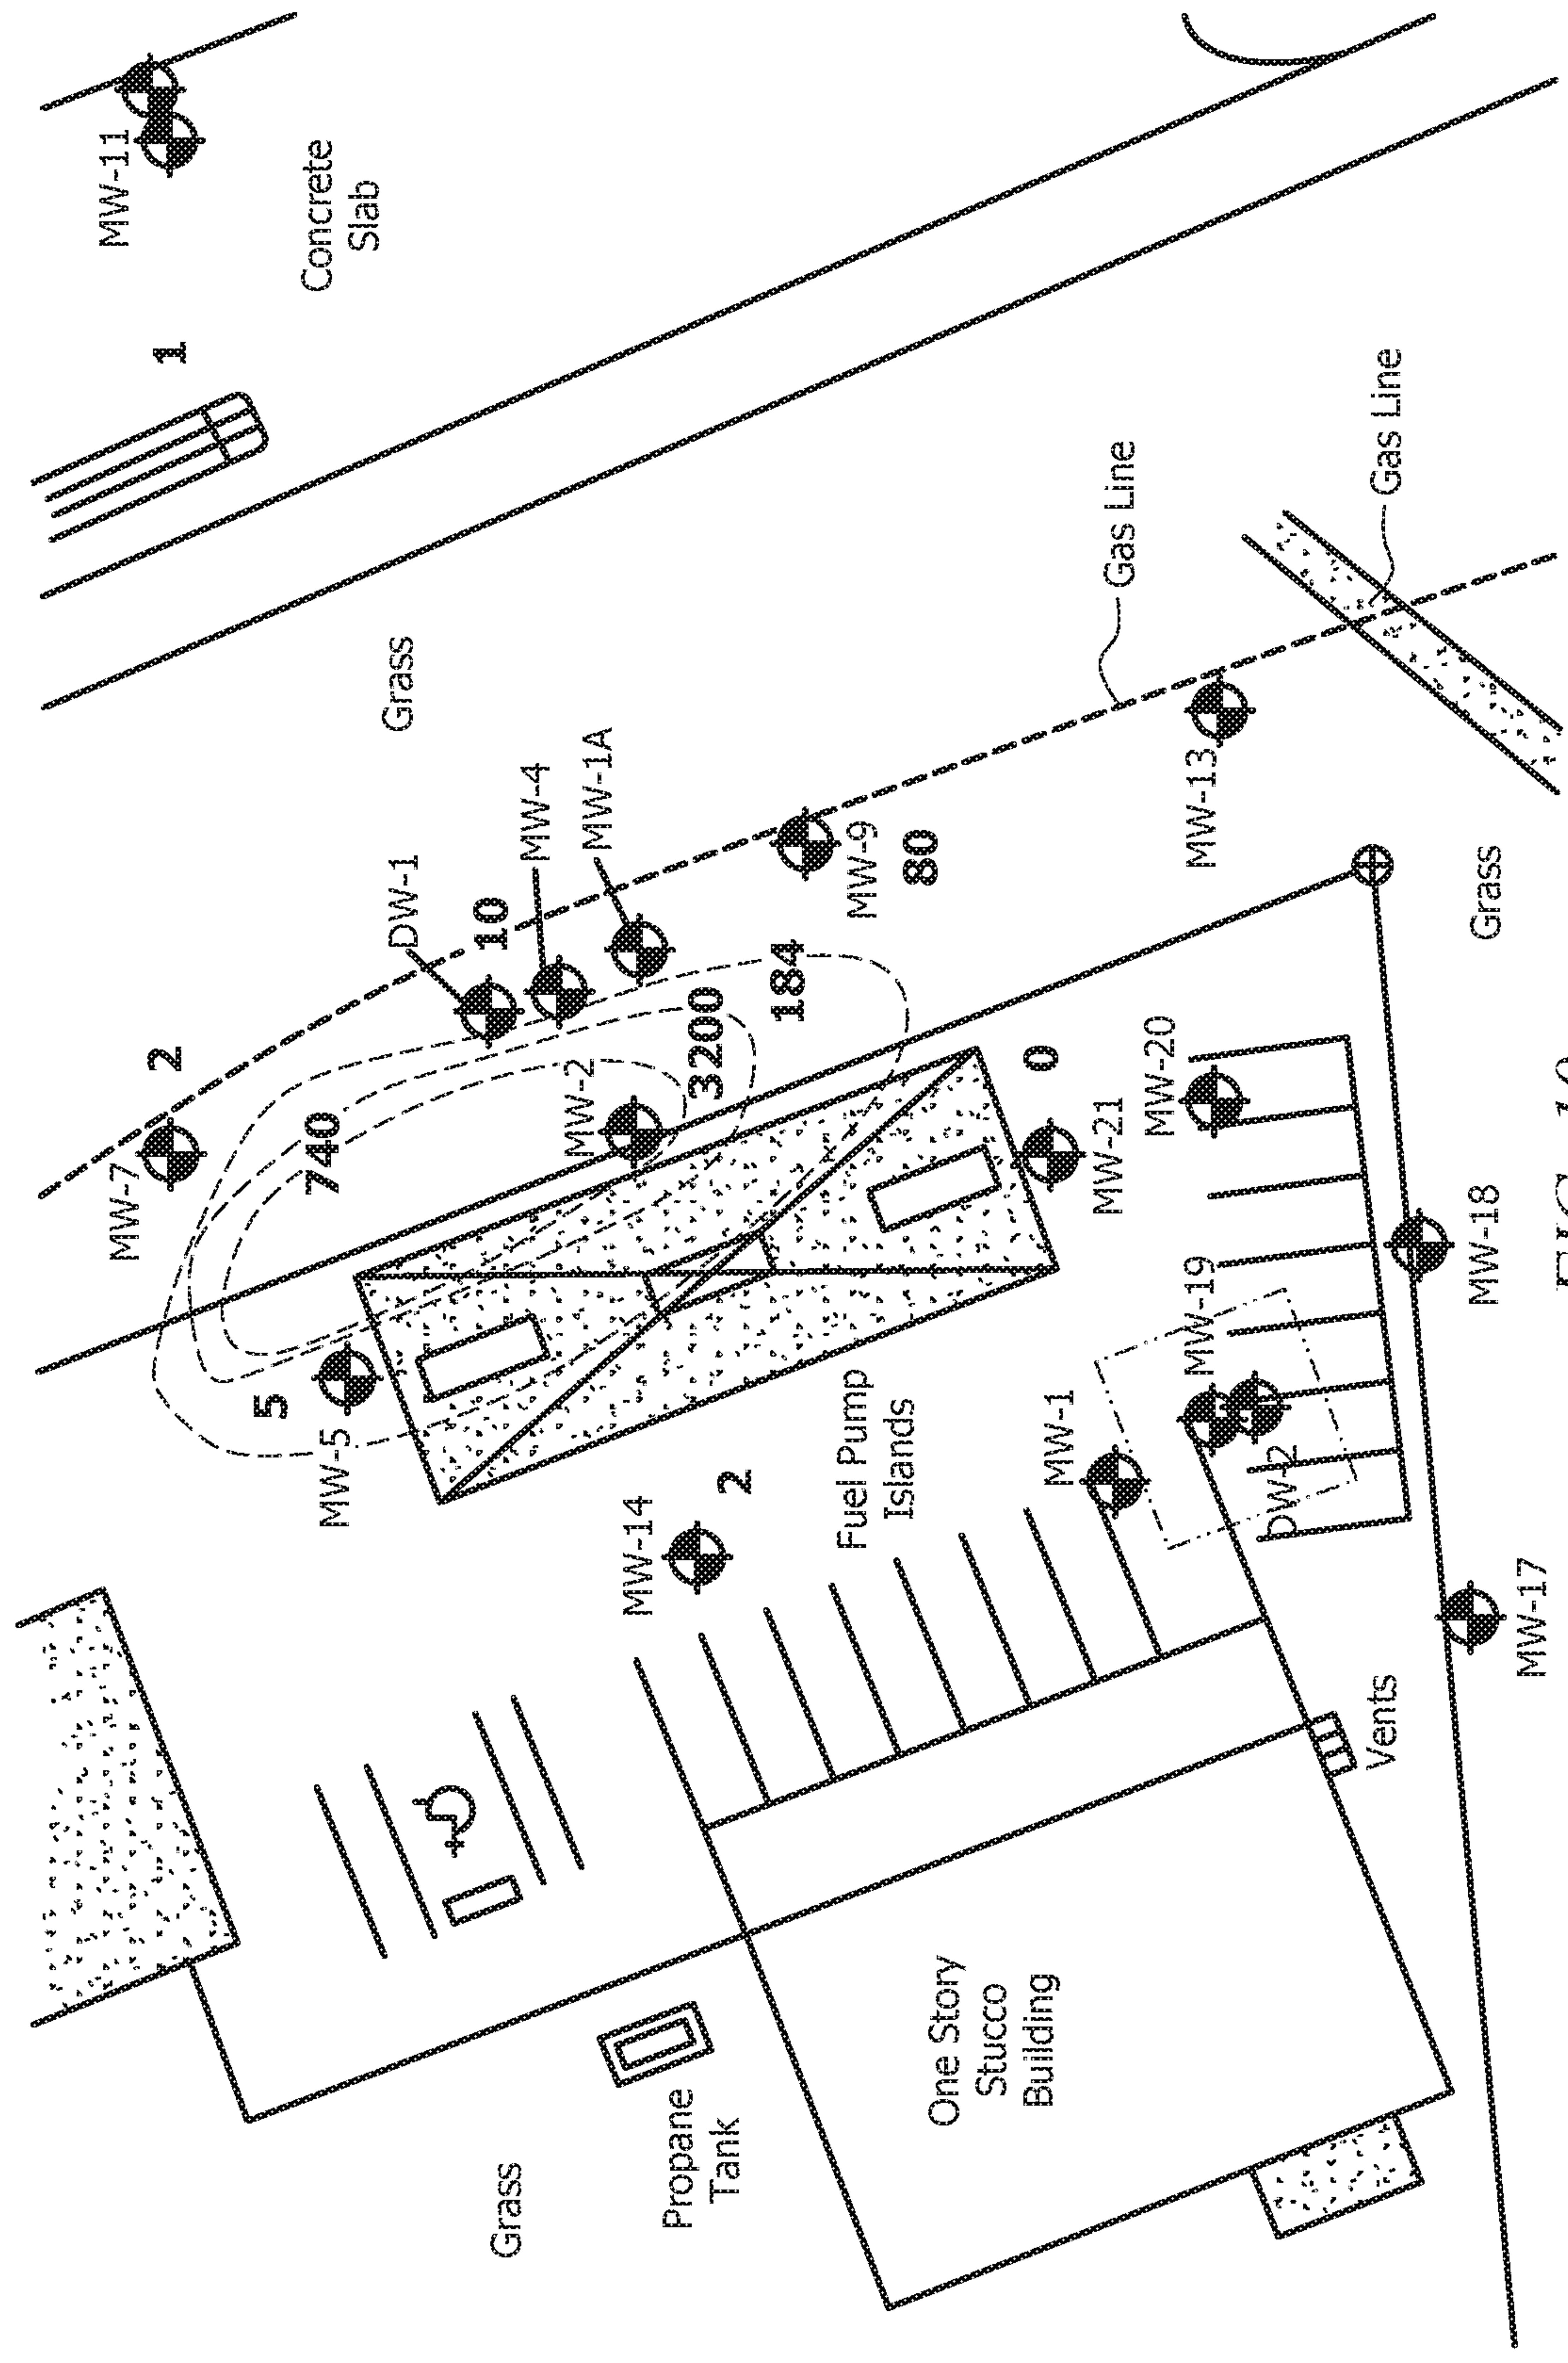 MW-11
Concrete
Slab
1
Grass
Gas Line
Gas Line
DW-1
MW-4
MW-1A
10
MW-9
80
MW-13
2
MW-7
740
MW-2
3200
184
0
MW-20
MW-21
Grass
5
MW-5
MW-14
2
Fuel Pump
Islands
MW-1
MW-19
DW-2
MW-18
MW-17
Vents
Propane
Tank
Grass
One Story
Stucco
Building